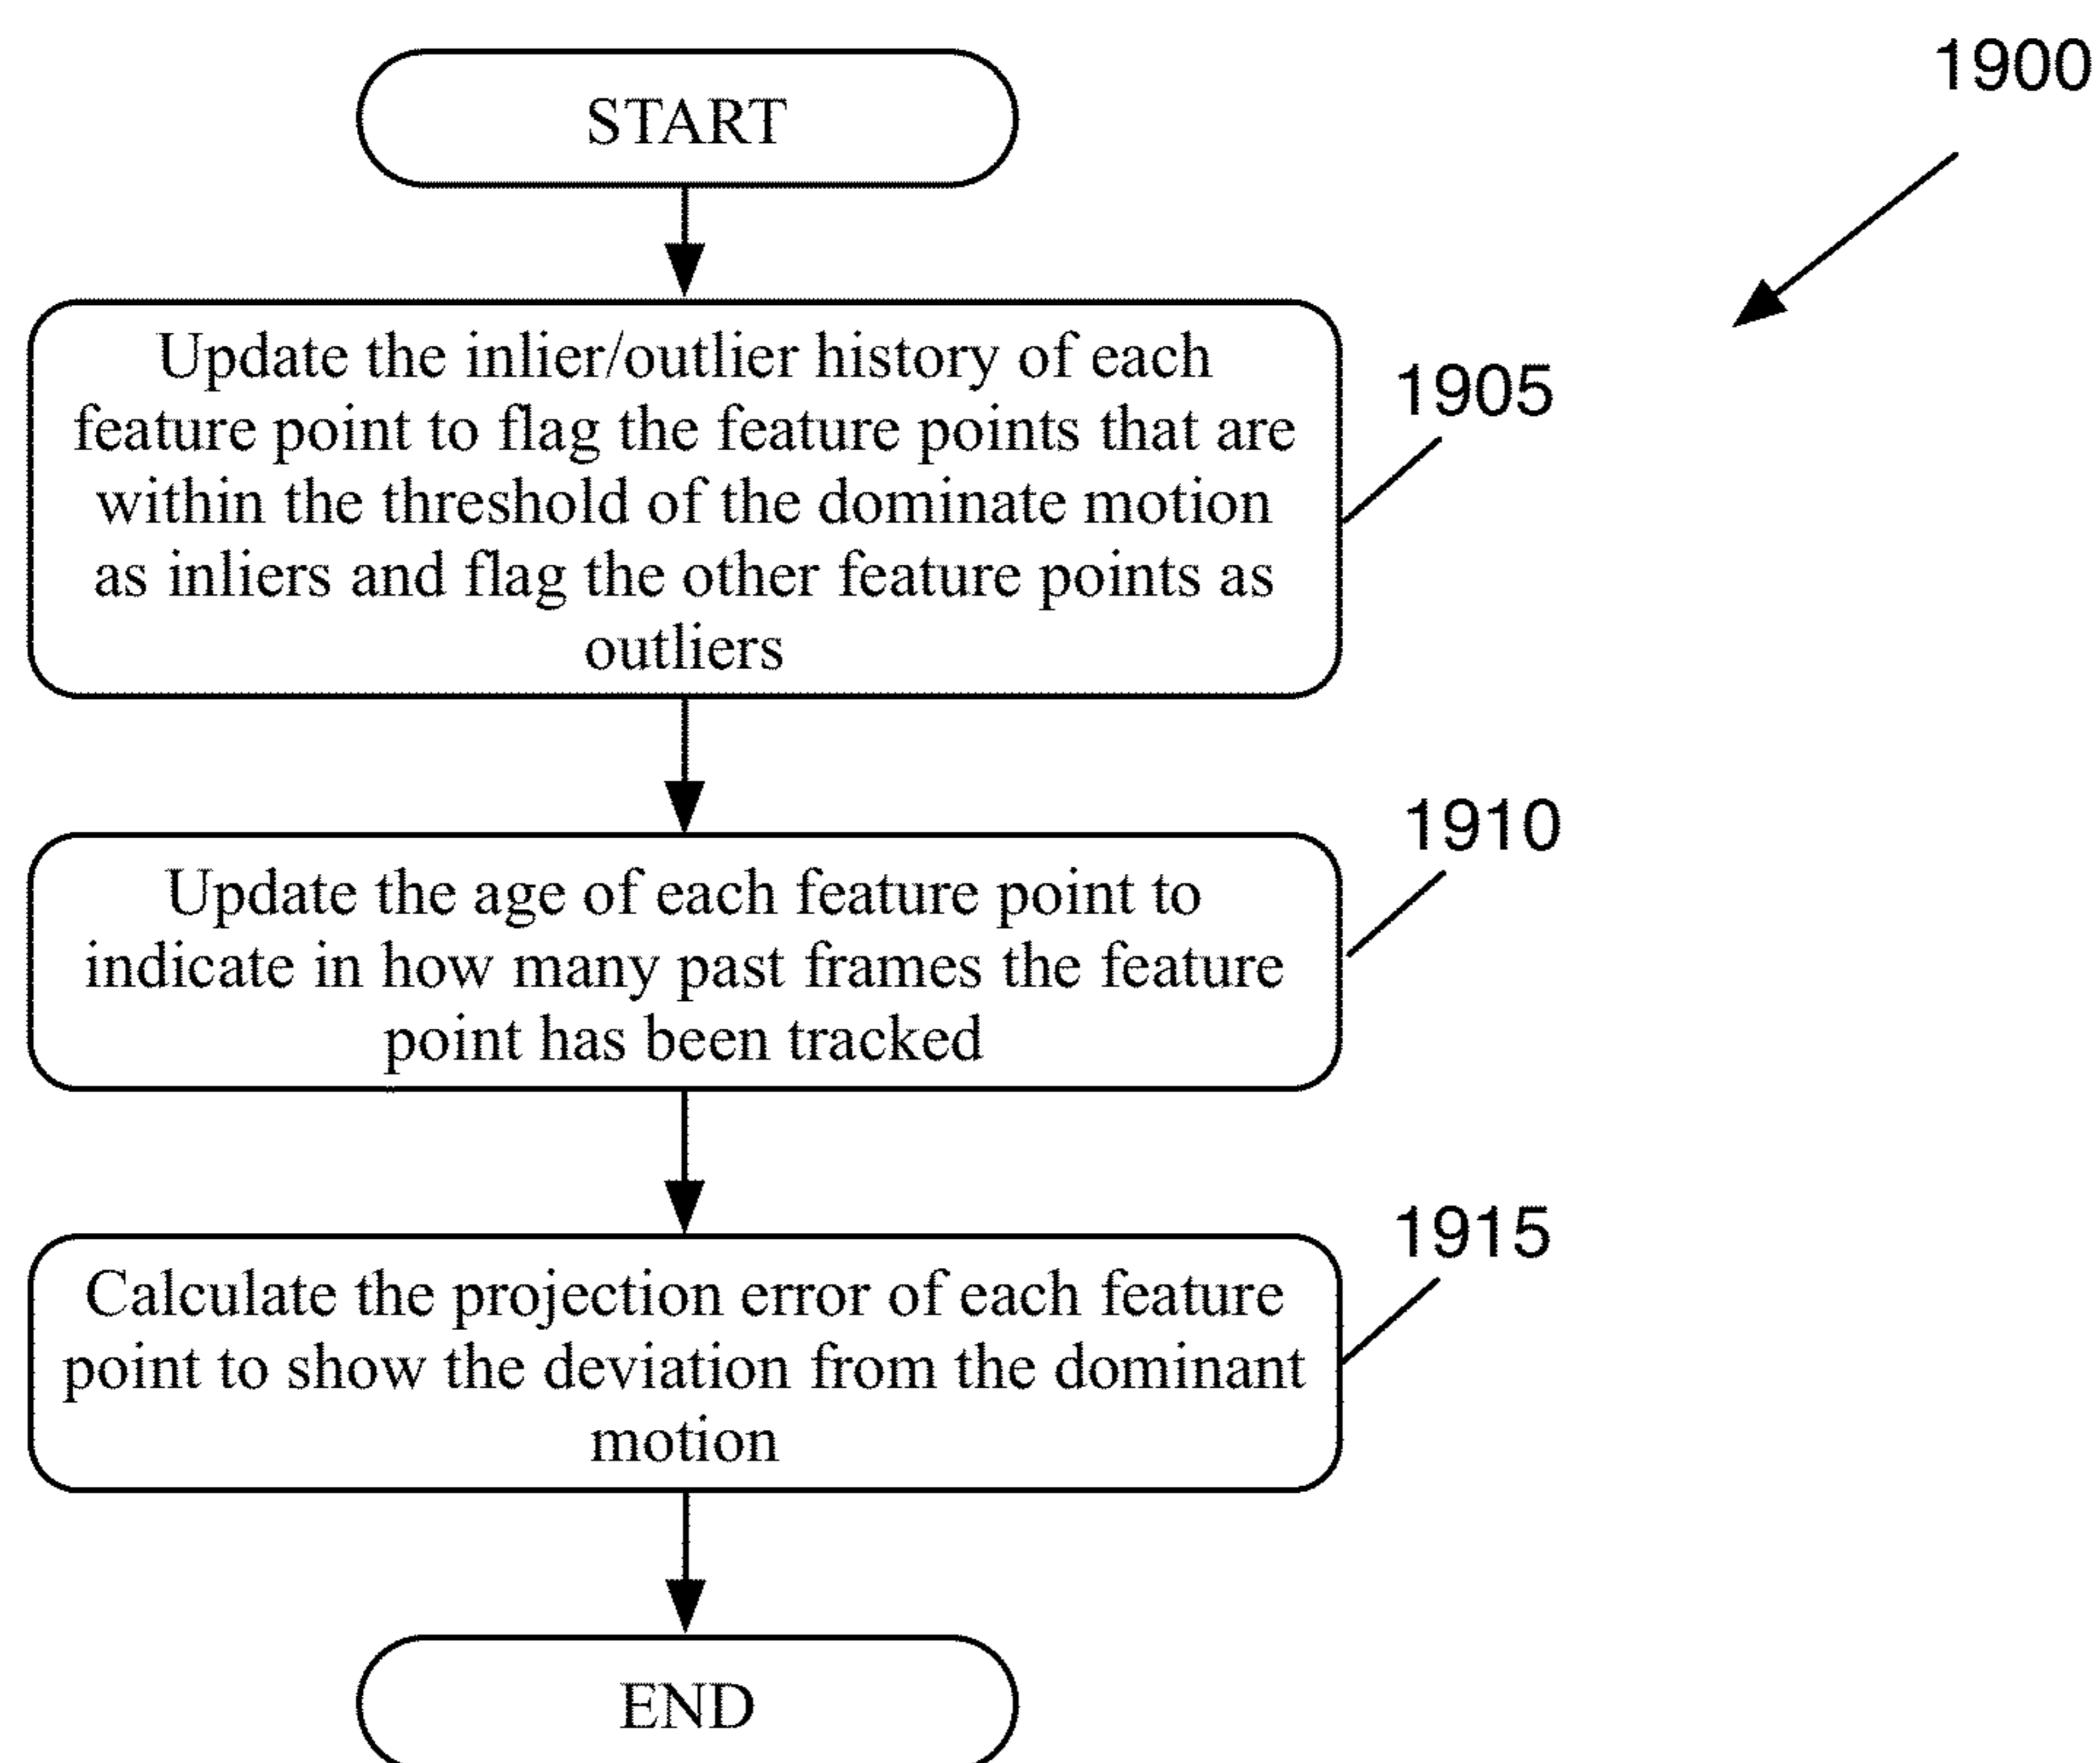 1900
START
Update the inlier/outlier history of each
feature point to flag the feature points that are
within the threshold of the dominate motion
as inliers and flag the other feature points as
outliers
1905
Update the age of each feature point to
indicate in how many past frames the feature
point has been tracked
1910
Calculate the projection error of each feature
point to show the deviation from the dominant
motion
1915
END